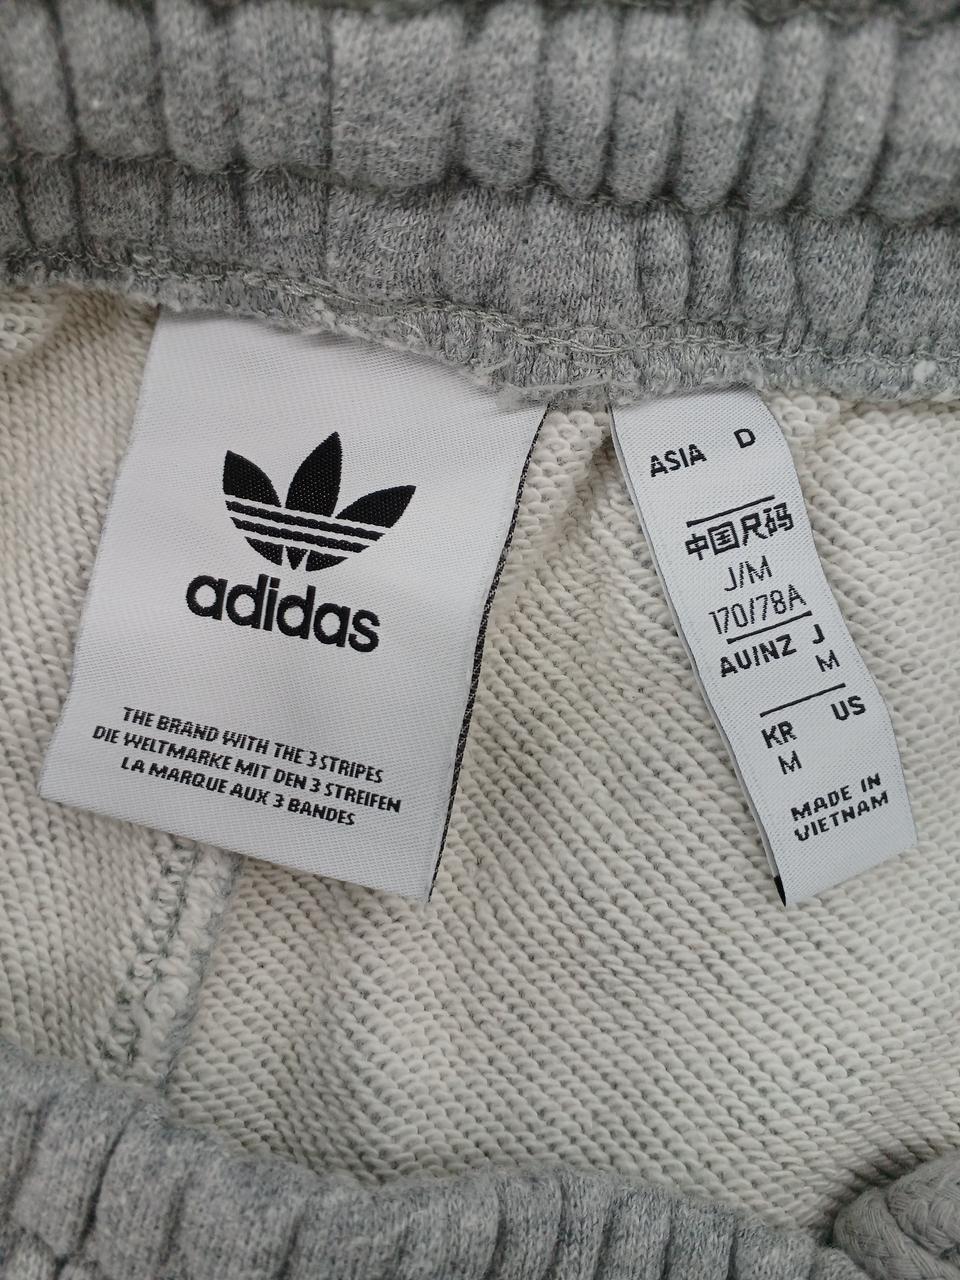 adidas
THE BRAND WITH THE 3 STRIPES
DIE WELTMARKE MIT DEN 3 STREIFEN
LA MARQUE AUX 3 BANDES
ASIA D
中国尺码
J/M
170/78A
AU/NZ J
M
KR US
M
MADE IN
VIETNAM